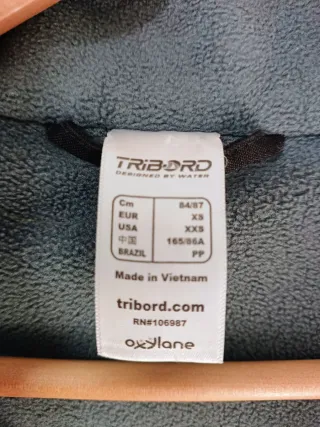 TRIBORD
DESIGNED BY WATER
Cm 84/87
EUR XS
USA XXS
中国 165/86A
BRAZIL PP
Made in Vietnam
tribord.com
RN#106987
oxylane